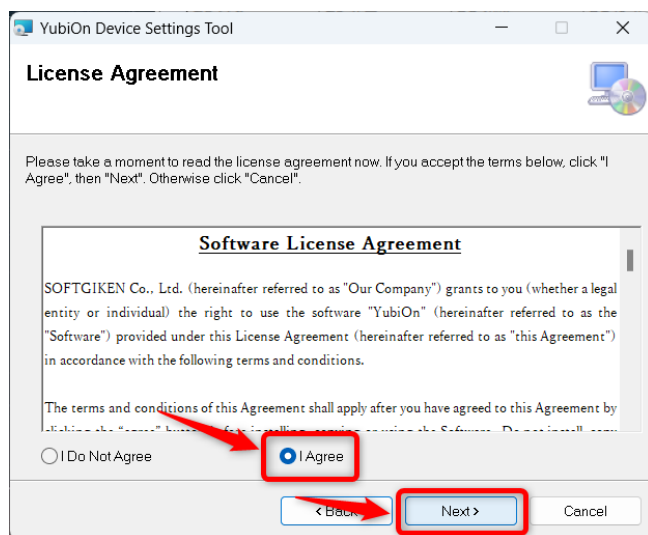 YubiOn Device Settings Tool
License Agreement
Please take a moment to read the license agreement now. If you accept the terms below, click "I
Agree", then "Next". Otherwise click "Cancel".
Software License Agreement
SOFTGIKEN Co., Ltd. (hereinafter referred to as "Our Company") grants to you (whether a legal
entity or individual) the right to use the software "YubiOn" (hereinafter referred to as the
"Software") provided under this License Agreement (hereinafter referred to as "this Agreement")
in accordance with the following terms and conditions.
The terms and conditions of this Agreement shall apply after you have agreed to this Agreement by
I Do Not Agree
I Agree
< Back
Next >
Cancel